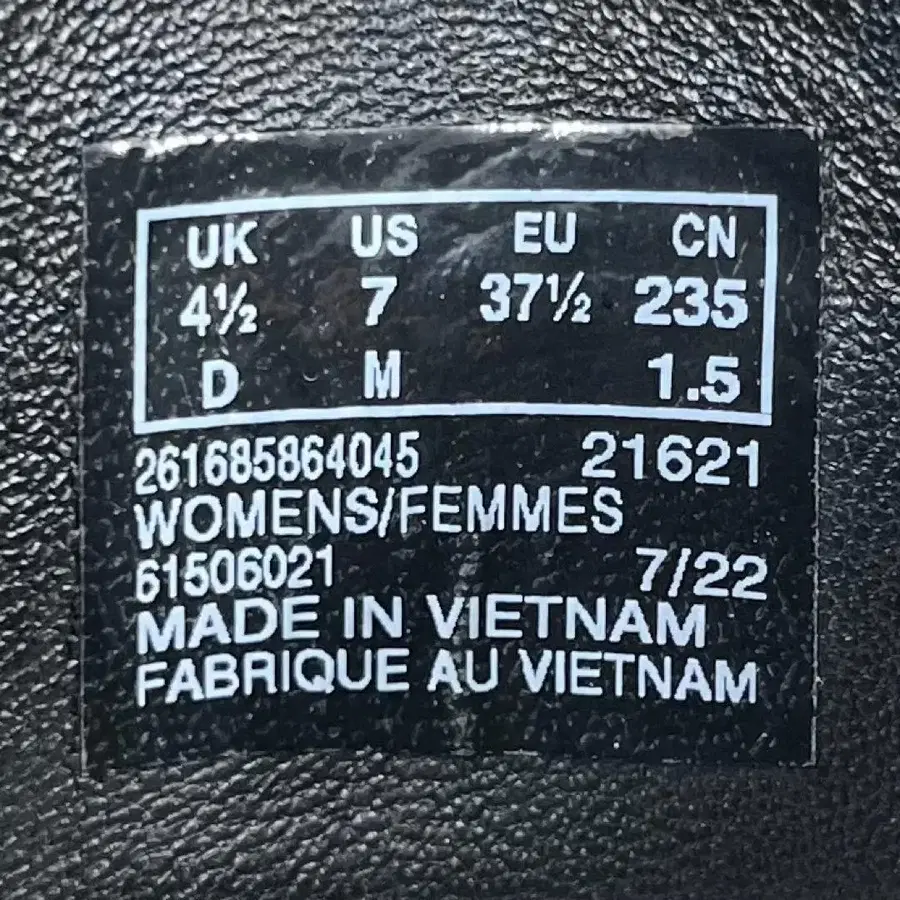 UK US EU CN
4½ 7 37½ 235
D M 1.5
261685864045 21621
WOMENS/FEMMES
61506021 7/22
MADE IN VIETNAM
FABRIQUE AU VIETNAM